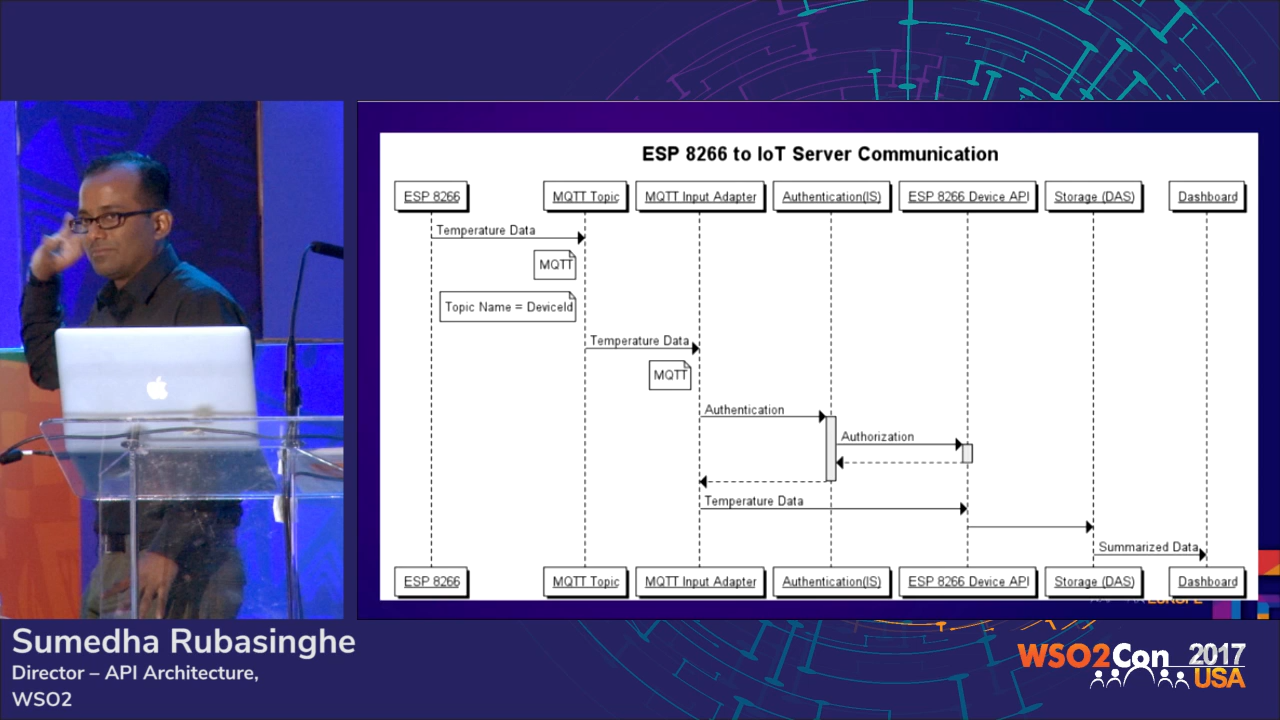 ESP 8266 to IoT Server Communication
ESP 8266
MQTT Topic
MQTT Input Adapter
Authentication(IS)
ESP 8266 Device API
Storage (DAS)
Dashboard
Temperature Data
MQTT
Topic Name = DeviceId
Temperature Data
MQTT
Authentication
Authorization
Temperature Data
Summarized Data
ESP 8266
MQTT Topic
MQTT Input Adapter
Authentication(IS)
ESP 8266 Device API
Storage (DAS)
Dashboard
Sumedha Rubasinghe
Director – API Architecture,
WSO2
WSO2Con 2017
USA